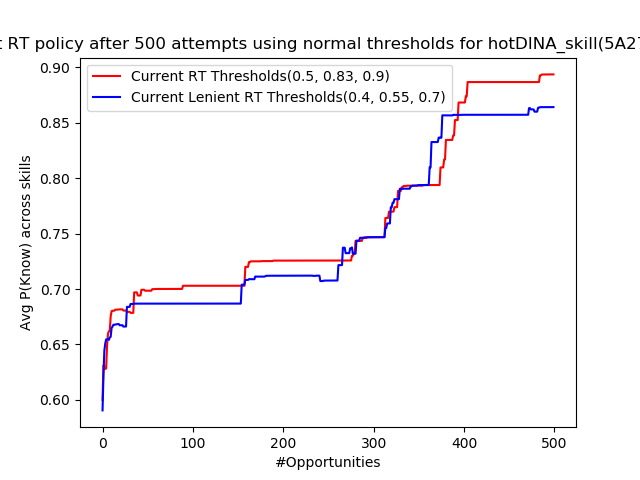 RT policy after 500 attempts using normal thresholds for hotDINA_skill(5A27
Current RT Thresholds(0.5, 0.83, 0.9)
Current Lenient RT Thresholds(0.4, 0.55, 0.7)
0.90
0.85
0.80
0.75
0.70
0.65
0.60
Avg P(Know) across skills
0 100 200 300 400 500
#Opportunities